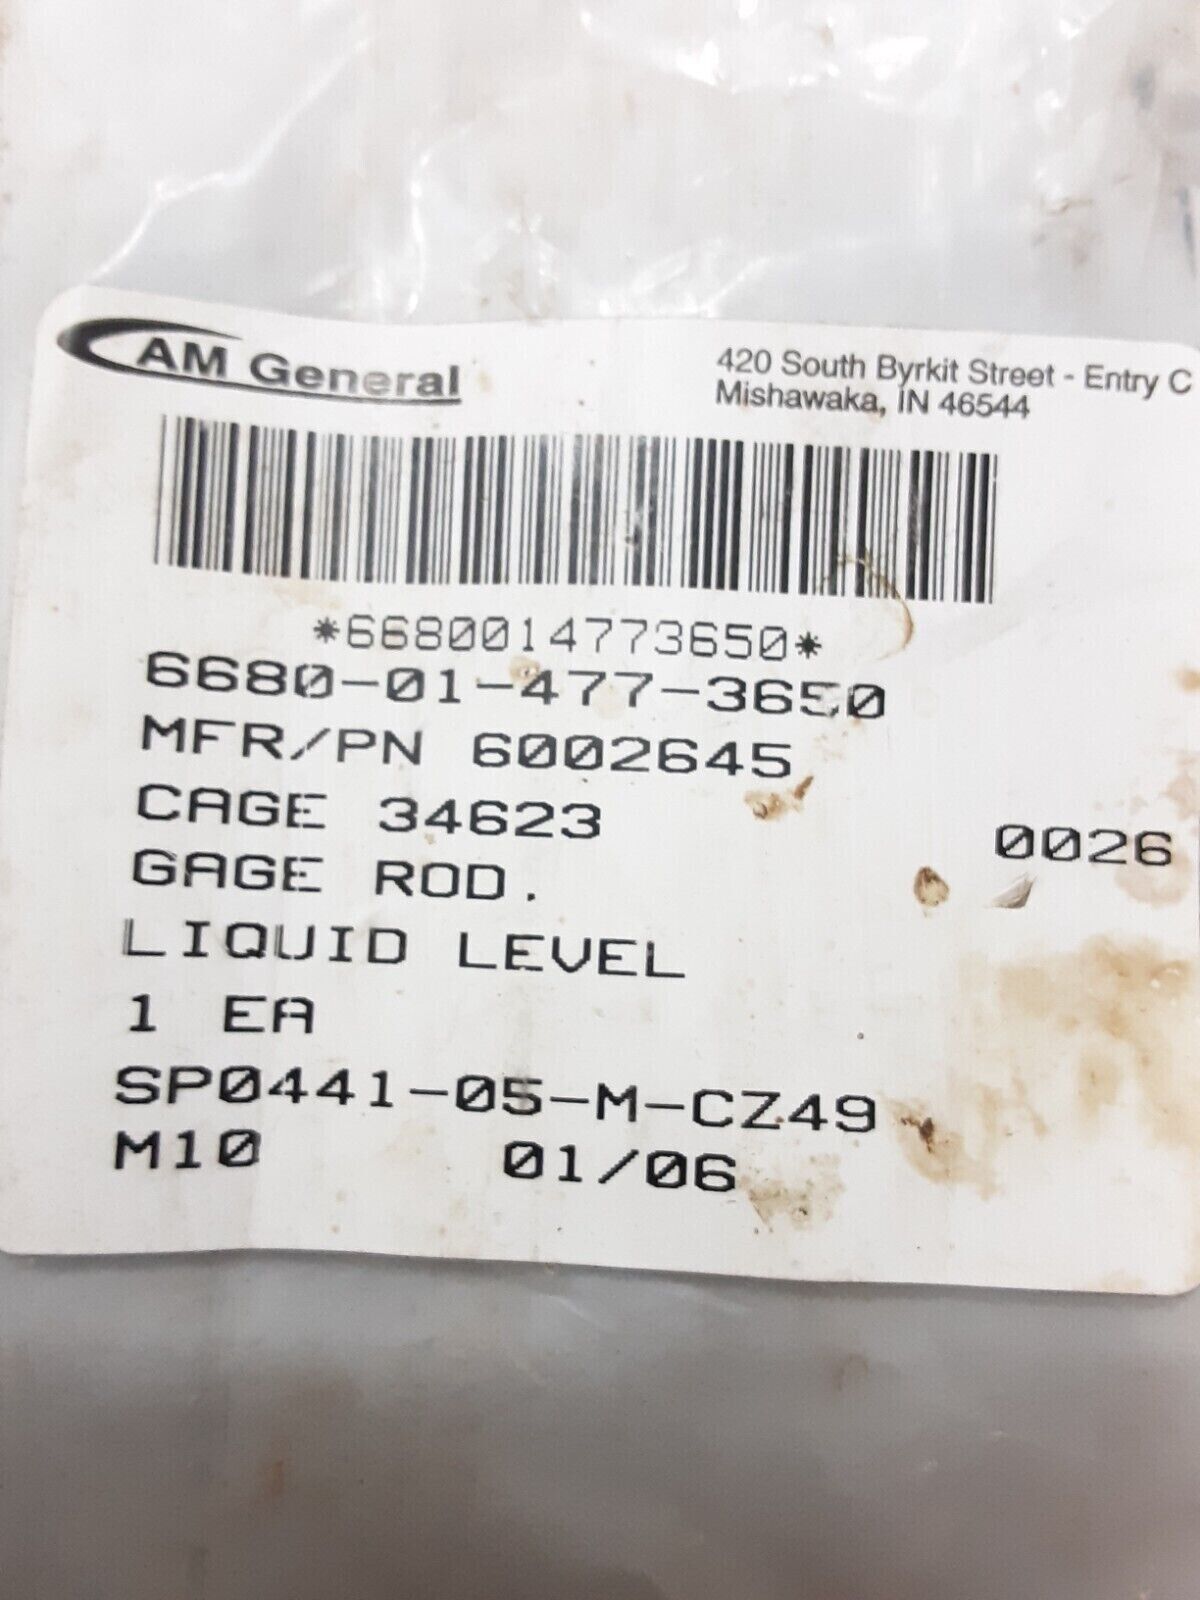 AM General
420 South Byrkit Street - Entry C
Mishawaka, IN 46544
*6680014773650*
6680-01-477-3650
MFR/PN 6002645
CAGE 34623
0026
GAGE ROD.
LIQUID LEVEL
1 EA
SP0441-05-M-CZ49
M10 01/06